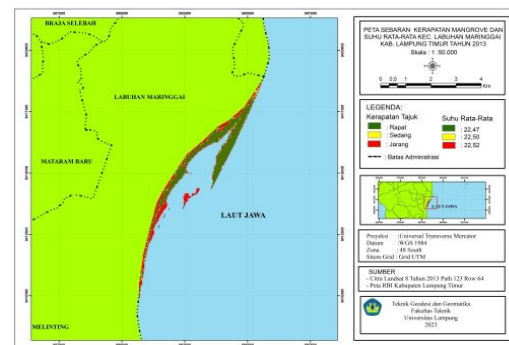 BRAJA SELEBAH
LABUHAN MARINGGAI
MATARAM BARU
LAUT JAWA
MELINTING
PETA SEBARAN KERAPATAN MANGROVE DAN
SUHU RATA-RATA KEC. LABUHAN MARINGGAI
KAB. LAMPUNG TIMUR TAHUN 2013
Skala : 1 :50.000
0 0,5 1 2 3 4
Km
LEGENDA:
Kerapatan Tajuk
: Rapat
: Sedang
: Jarang
: Batas Administrasi
Suhu Rata-Rata
: 22,47
: 22,50
: 22,52
LAUT JAWA
Proyeksi :Universal Transverse Mercator
Datum :WGS 1984
Zona : 48 South
Sistem Grid : Grid UTM
SUMBER
- Citra Landsat 8 Tahun 2013 Path 123 Row 64
- Peta RBI Kabupaten Lampung Timur
Teknik Geodesi dan Geomatika
Fakultas Teknik
Universitas Lampung
2023